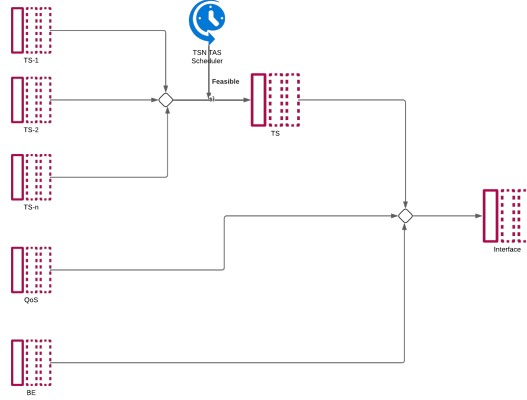 TS-1
TSN TAS
Scheduler
Feasible
TS-2
TS
TS-n
Interface
QoS
BE